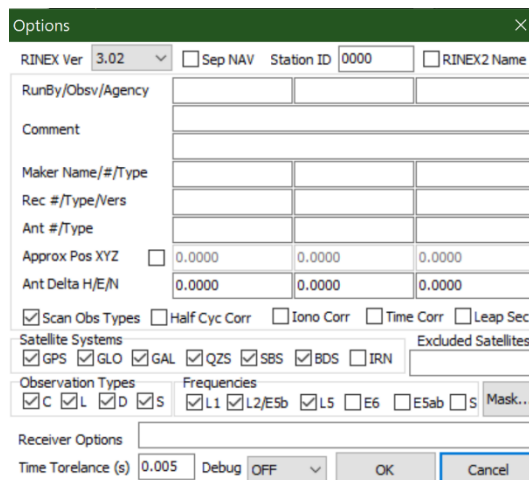 Options
RINEX Ver 3.02 Sep NAV Station ID 0000 RINEX2 Name
RunBy/Obsv/Agency
Comment
Maker Name/#/Type
Rec #/Type/Vers
Ant #/Type
Approx Pos XYZ 0.0000 0.0000 0.0000
Ant Delta H/E/N 0.0000 0.0000 0.0000
Scan Obs Types Half Cyc Corr Iono Corr Time Corr Leap Sec
Satellite Systems Excluded Satellites
GPS GLO GAL QZS SBS BDS IRN
Observation Types Frequencies
C L D S L1 L2/E5b L5 E6 E5ab S Mask...
Receiver Options
Time Torelance (s) 0.005 Debug OFF OK Cancel